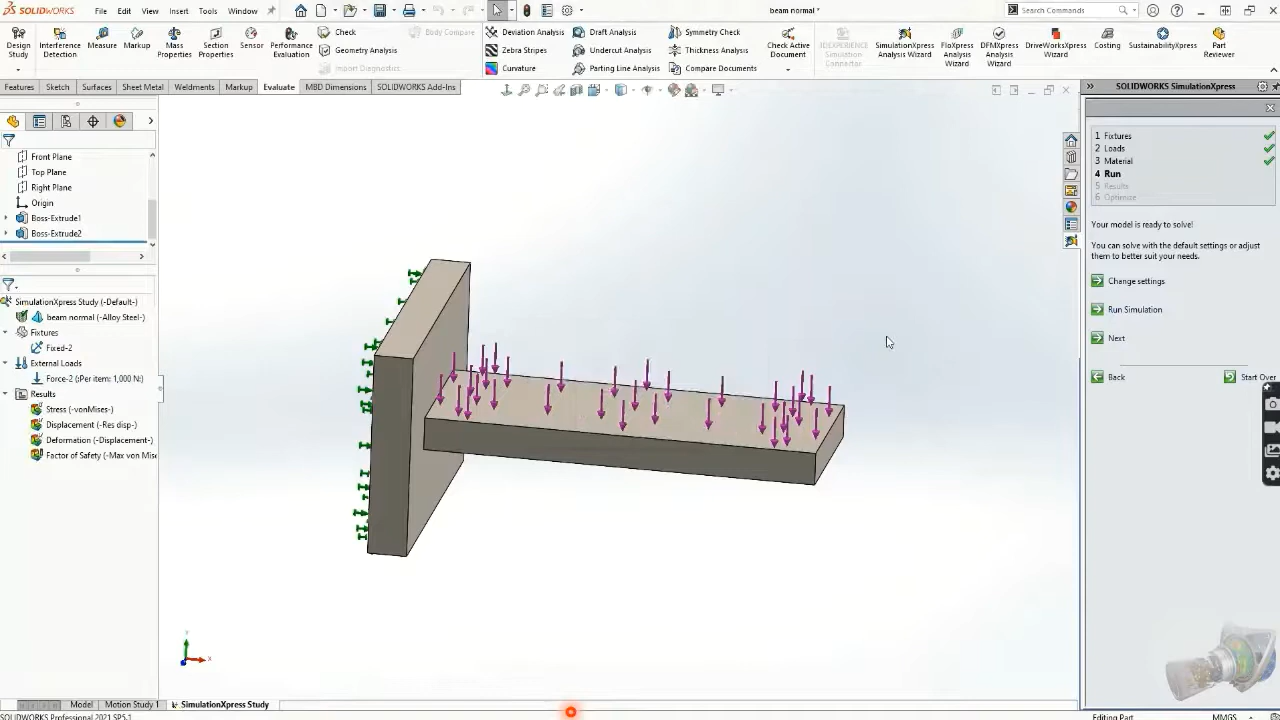 SOLIDWORKS File Edit View Insert Tools Window beam normal * Search Commands
Design Study Interference Detection Measure Markup Mass Properties Section Properties Sensor Performance Evaluation Check Body Compare Deviation Analysis Draft Analysis Symmetry Check Check Active Document 3DEXPERIENCE Simulation Connector SimulationXpress Analysis Wizard FloXpress Analysis Wizard DFMXpress Analysis Wizard DriveWorksXpress Wizard Costing SustainabilityXpress Part Reviewer
Geometry Analysis Zebra Stripes Undercut Analysis Thickness Analysis
Import Diagnostics Curvature Parting Line Analysis Compare Documents
Features Sketch Surfaces Sheet Metal Weldments Markup Evaluate MBD Dimensions SOLIDWORKS Add-Ins
SOLIDWORKS SimulationXpress
1 Fixtures
2 Loads
3 Material
4 Run
5 Results
6 Optimize
Your model is ready to solve!
You can solve with the default settings or adjust
them to better suit your needs.
Change settings
Run Simulation
Next
Back Start Over
Front Plane
Top Plane
Right Plane
Origin
Boss-Extrude1
Boss-Extrude2
SimulationXpress Study (-Default-)
beam normal (-Alloy Steel-)
Fixtures
Fixed-2
External Loads
Force-2 (:Per item: 1,000 N:)
Results
Stress (-vonMises-)
Displacement (-Res disp-)
Deformation (-Displacement-)
Factor of Safety (-Max von Mise
Y
X
Model Motion Study 1 SimulationXpress Study
SOLIDWORKS Professional 2021 SP5. Editing Part MMGS